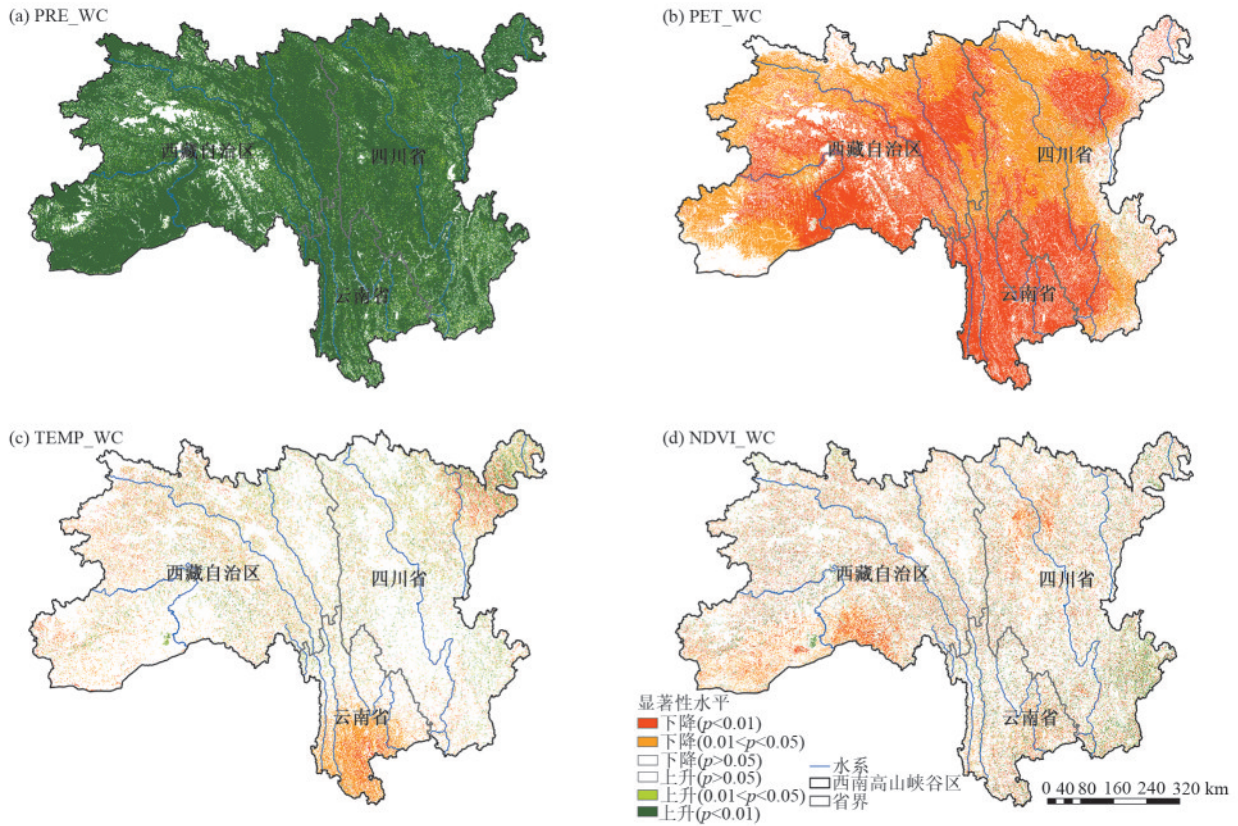 (a) PRE_WC
西藏自治区
四川省
云南省
(b) PET_WC
西藏自治区
四川省
云南省
(c) TEMP_WC
西藏自治区
四川省
云南省
(d) NDVI_WC
西藏自治区
四川省
云南省
显著性水平
下降(p<0.01)
下降(0.01<p<0.05)
下降(p>0.05)
上升(p>0.05)
上升(0.01<p<0.05)
上升(p<0.01)
水系
西南高山峡谷区
省界
0 40 80 160 240 320 km